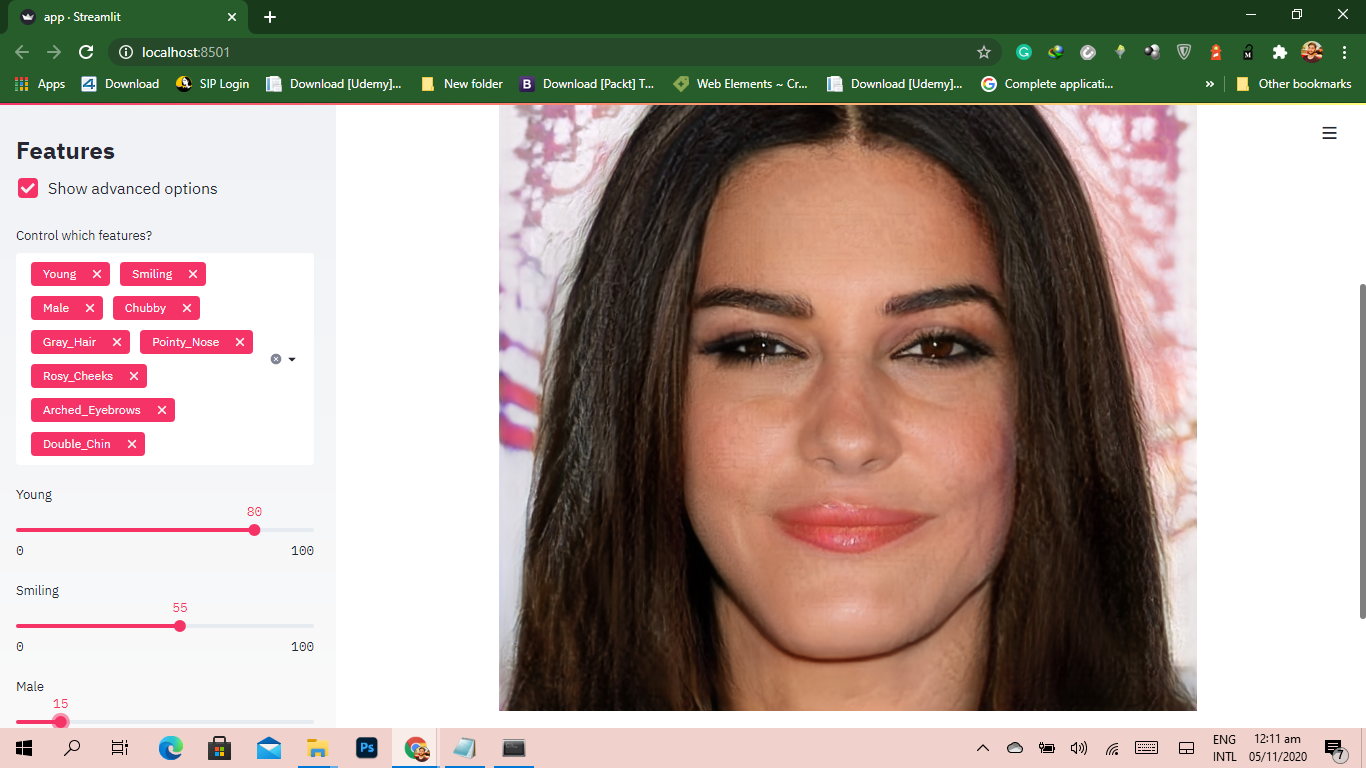 app · Streamlit
localhost:8501
Apps
Download
SIP Login
Download [Udemy]...
New folder
B
Download [Packt] T...
Web Elements ~ Cr...
Download [Udemy]...
Complete applicati...
»
Other bookmarks
Features
Show advanced options
Control which features?
Young Smiling
Male Chubby
Gray_Hair Pointy_Nose
Rosy_Cheeks
Arched_Eyebrows
Double_Chin
Young
80
0 100
Smiling
55
0 100
Male
15
Ps
ENG
INTL
12:11 am
05/11/2020
7